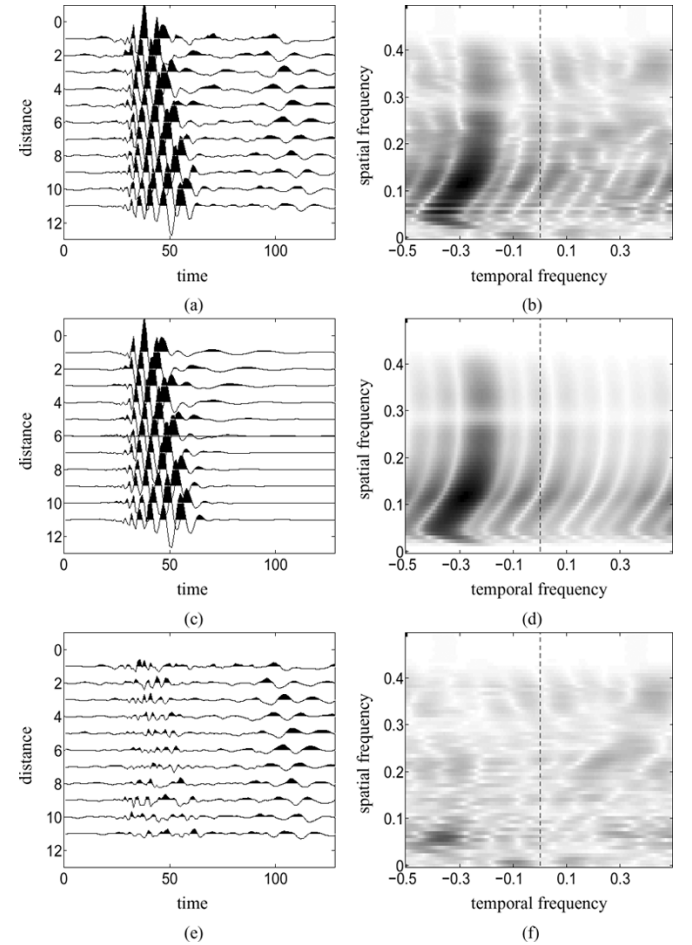 0
2
4
6
8
10
12
distance
0 50 100
time
(a)
0.4
0.3
0.2
0.1
0
spatial frequency
−0.5 −0.3 −0.1 0.1 0.3
temporal frequency
(b)
0
2
4
6
8
10
12
distance
0 50 100
time
(c)
0.4
0.3
0.2
0.1
0
spatial frequency
−0.5 −0.3 −0.1 0.1 0.3
temporal frequency
(d)
0
2
4
6
8
10
12
distance
0 50 100
time
(e)
0.4
0.3
0.2
0.1
0
spatial frequency
−0.5 −0.3 −0.1 0.1 0.3
temporal frequency
(f)